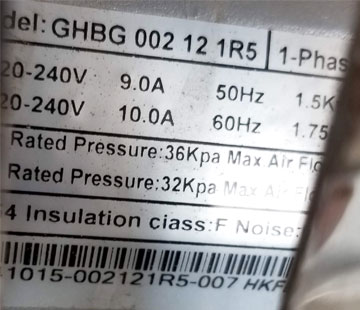 del: GHBG 002 12 1R5 1-Phas
20-240V 9.0A 50Hz 1.5K
20-240V 10.0A 60Hz 1.75
Rated Pressure:36Kpa Max Air Flo
Rated Pressure:32Kpa Max Air Fl
4 Insulation ciass:F Noise:
1015-002121R5-007 HKF